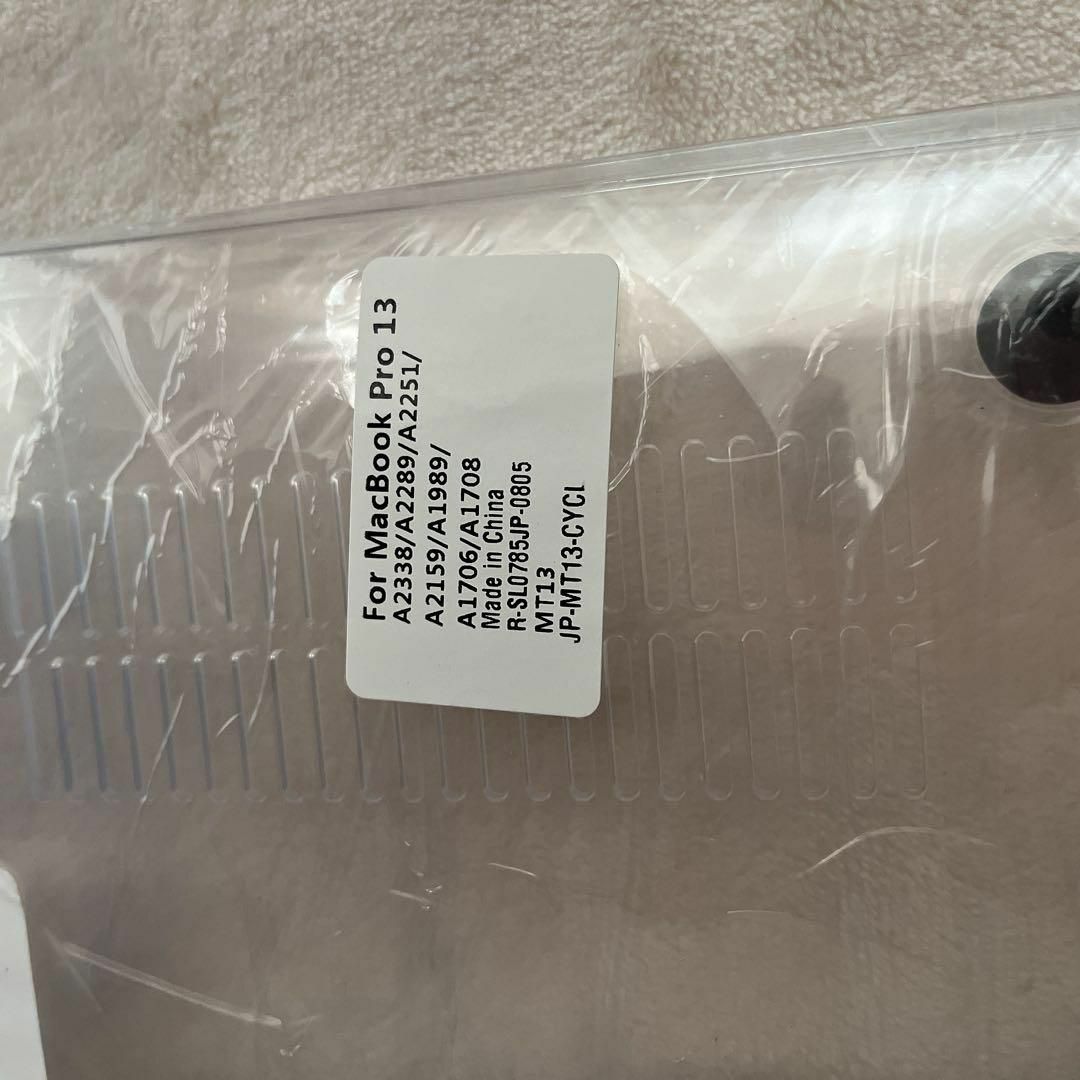 For MacBook Pro 13
A2338/A2289/A2251/
A2159/A1989/
A1706/A1708
Made in China
R-SL0785JP-0805
MT13
JP-MT13-CYCL